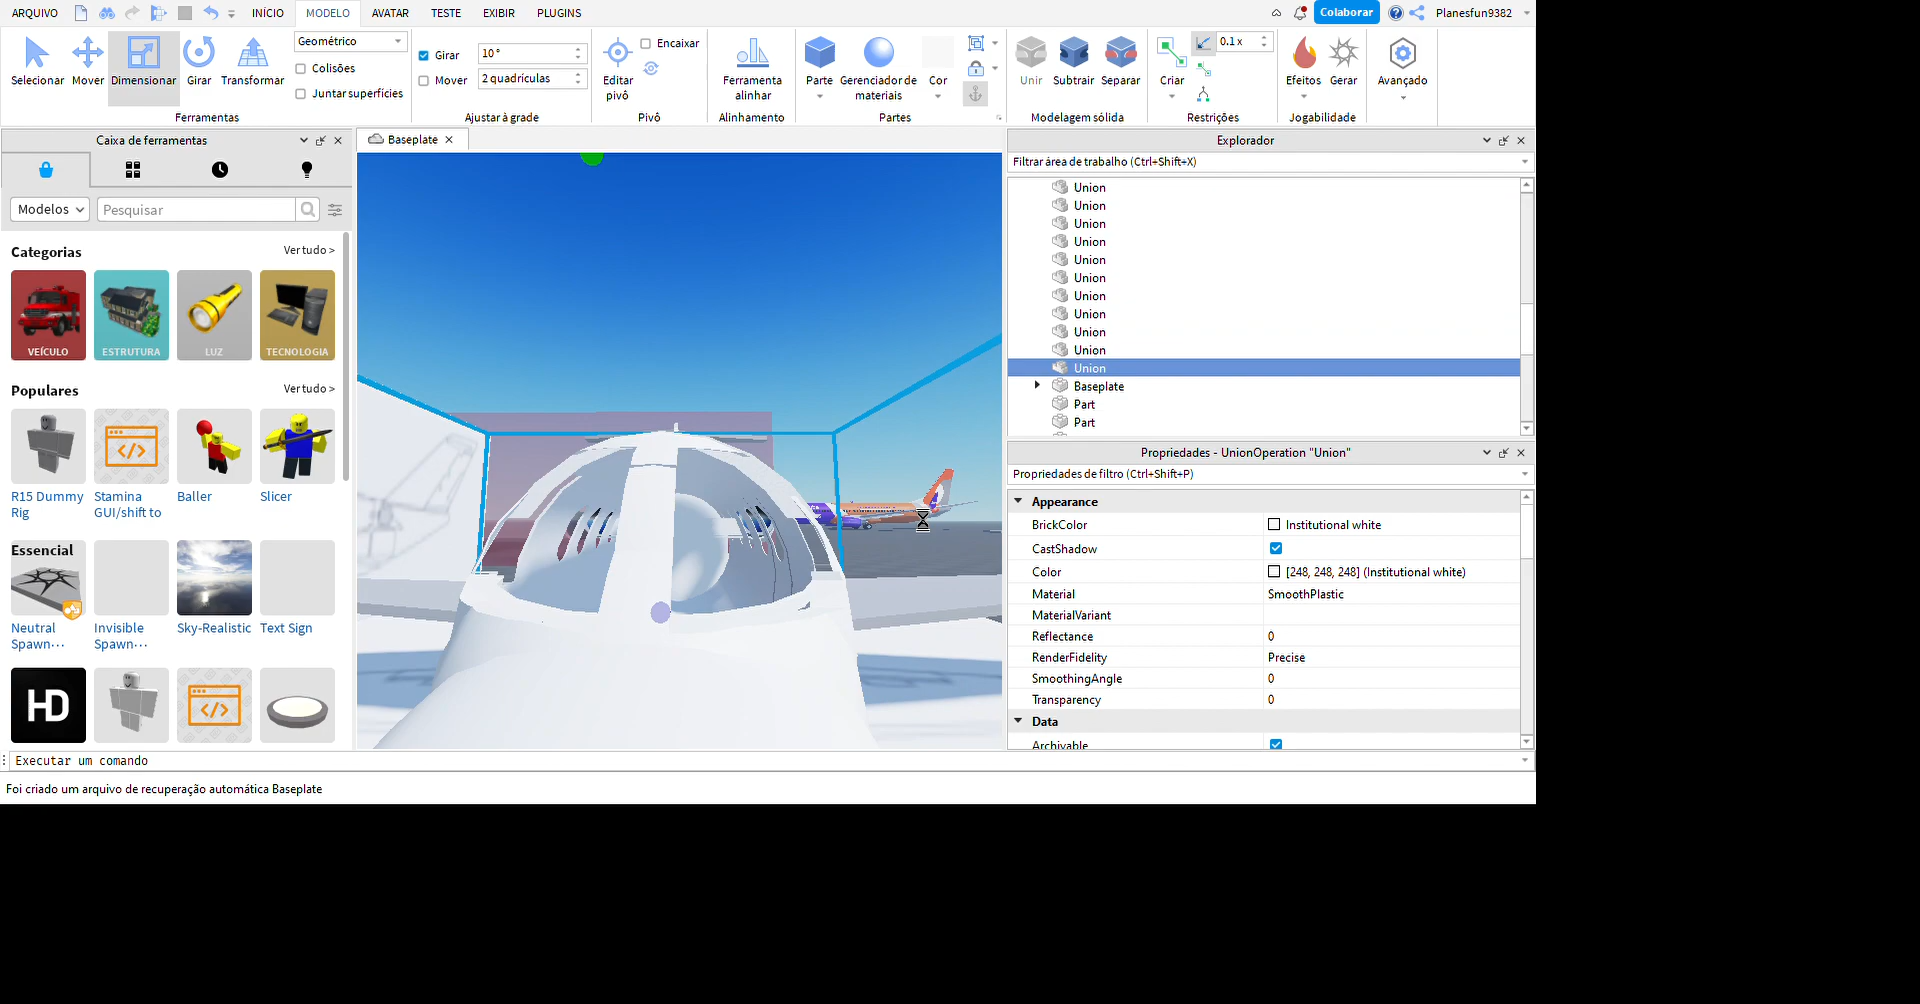 ARQUIVO
INÍCIO
MODELO
AVATAR
TESTE
EXIBIR
PLUGINS
Colaborar
Planesfun9382
Selecionar
Mover
Dimensionar
Girar
Transformar
Geométrico
Colisões
Juntar superfícies
Ferramentas
Girar
10 °
Mover
2 quadrículas
Ajustar à grade
Editar
pivô
Encaixar
Pivô
Ferramenta
alinhar
Alinhamento
Parte
Gerenciador de
materiais
Cor
Partes
Unir
Subtrair
Separar
Modelagem sólida
Criar
0.1 x
Restrições
Efeitos
Gerar
Jogabilidade
Avançado
Caixa de ferramentas
Modelos
Pesquisar
Categorias
Ver tudo >
VEÍCULO
ESTRUTURA
LUZ
TECNOLOGIA
Populares
Ver tudo >
R15 Dummy
Rig
Stamina
GUI/shift to
Baller
Slicer
Essencial
Neutral
Spawn···
Invisible
Spawn···
Sky-Realistic
Text Sign
HD
Baseplate
Explorador
Filtrar área de trabalho (Ctrl+Shift+X)
Union
Union
Union
Union
Union
Union
Union
Union
Union
Union
Union
Baseplate
Part
Part
Propriedades - UnionOperation "Union"
Propriedades de filtro (Ctrl+Shift+P)
Appearance
BrickColor
Institutional white
CastShadow
Color
[248, 248, 248] (Institutional white)
Material
SmoothPlastic
MaterialVariant
Reflectance
0
RenderFidelity
Precise
SmoothingAngle
0
Transparency
0
Data
Archivable
Executar um comando
Foi criado um arquivo de recuperação automática Baseplate